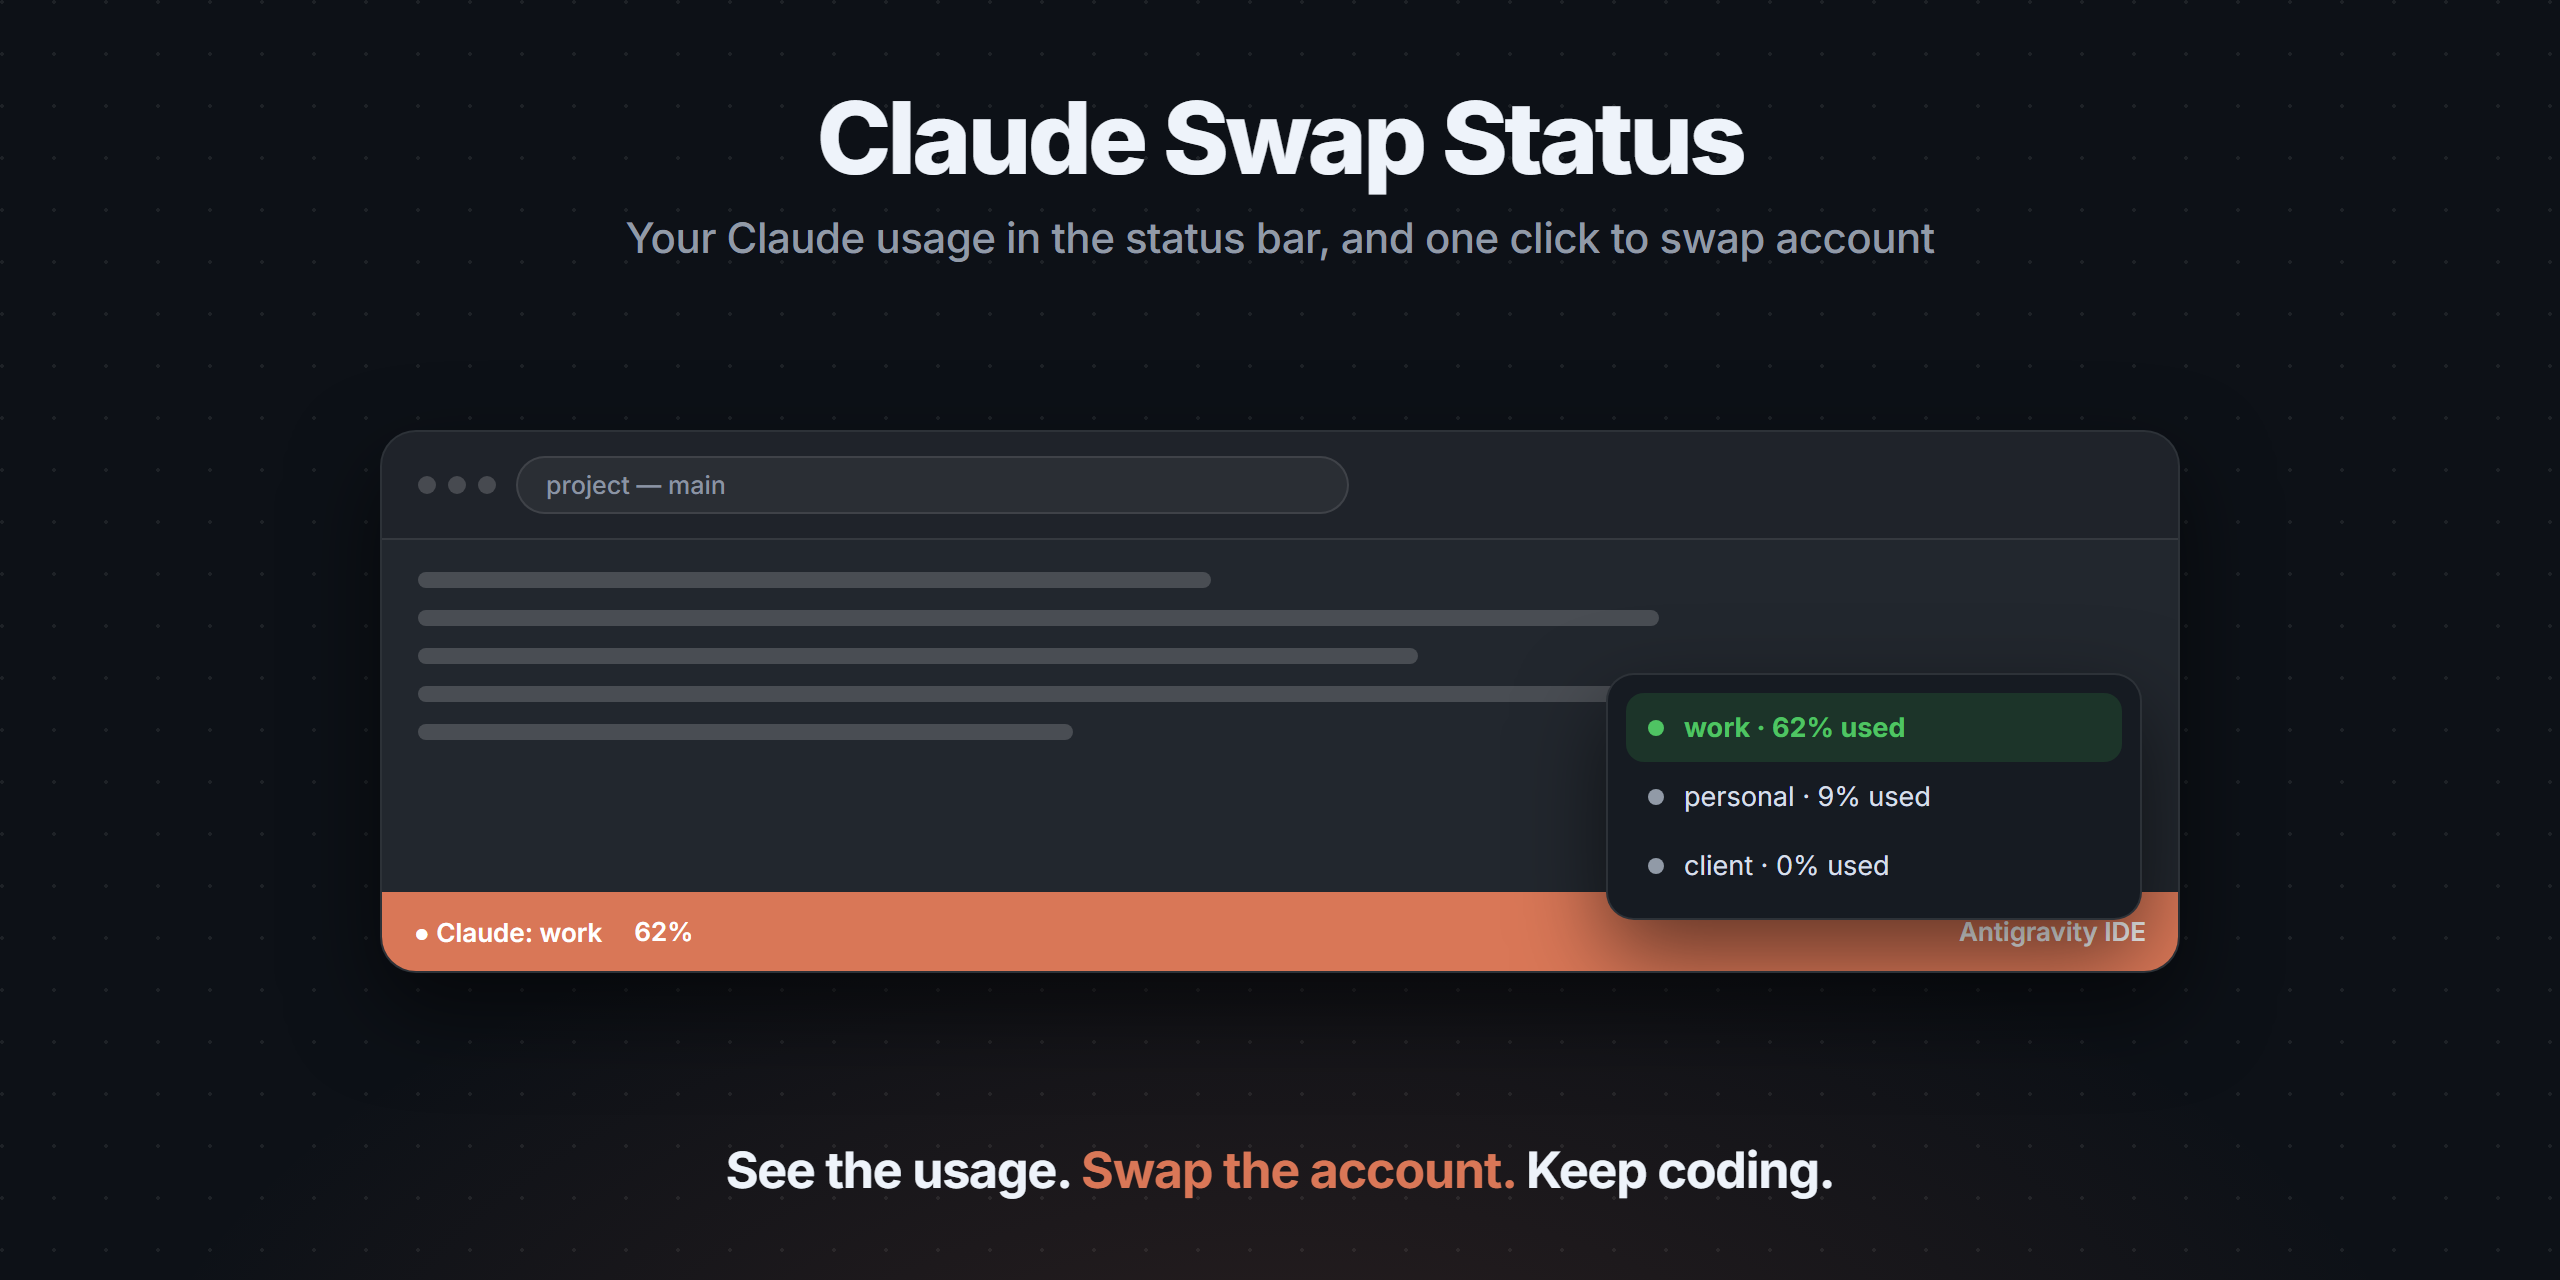 Claude Swap Status
Your Claude usage in the status bar, and one click to swap account
project — main
work · 62% used
personal · 9% used
client · 0% used
● Claude: work 62%
Antigravity IDE
See the usage. Swap the account. Keep coding.